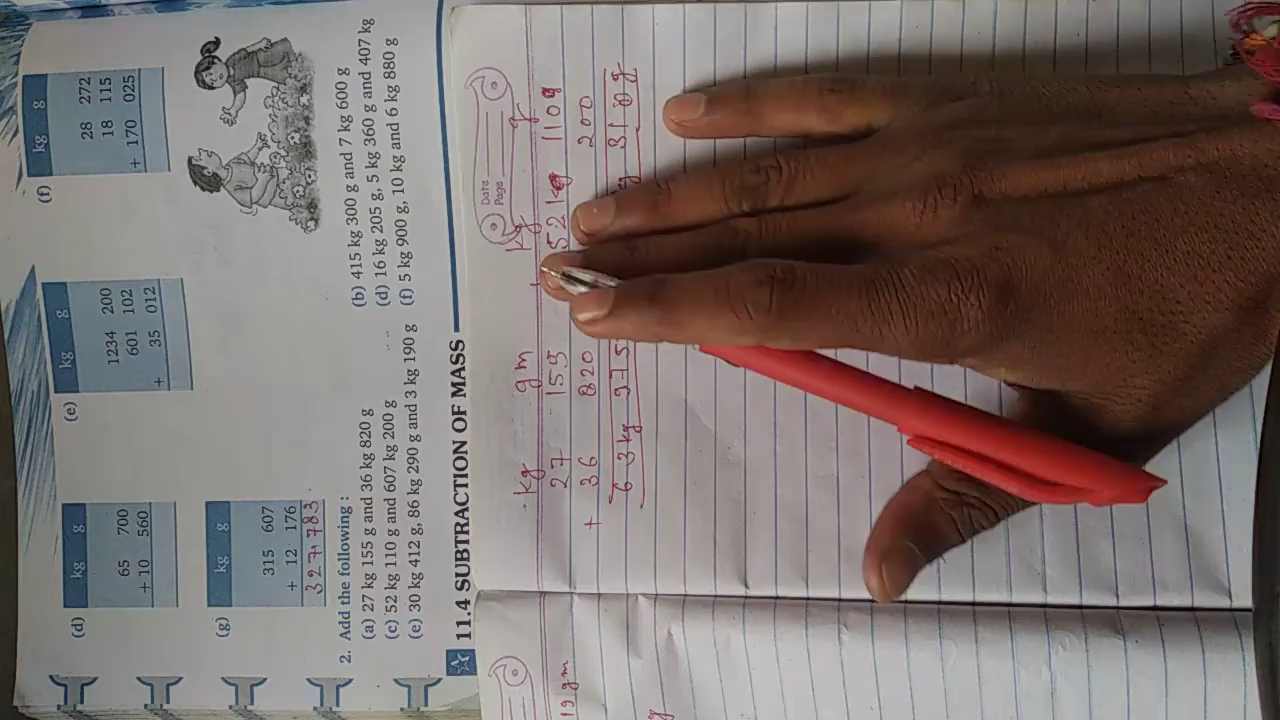 (d)
kg g
65 700
+ 10 560
(e)
kg g
1234 200
601 102
+ 35 012
(f)
kg g
28 272
18 115
+ 170 025
(g)
kg g
315 607
+ 12 176
327.783
2. Add the following :
(a) 27 kg 155 g and 36 kg 820 g
(b) 415 kg 300 g and 7 kg 600 g
(c) 52 kg 110 g and 607 kg 200 g
(d) 16 kg 205 g, 5 kg 360 g and 407 kg
(e) 30 kg 412 g, 86 kg 290 g and 3 kg 190 g
(f) 5 kg 900 g, 10 kg and 6 kg 880 g
11.4 SUBTRACTION OF MASS
Date
Page
kg gm
27 155
+ 36 820
63 kg 975
kg g
52 kg 110g
200
310 g
19 gm
g